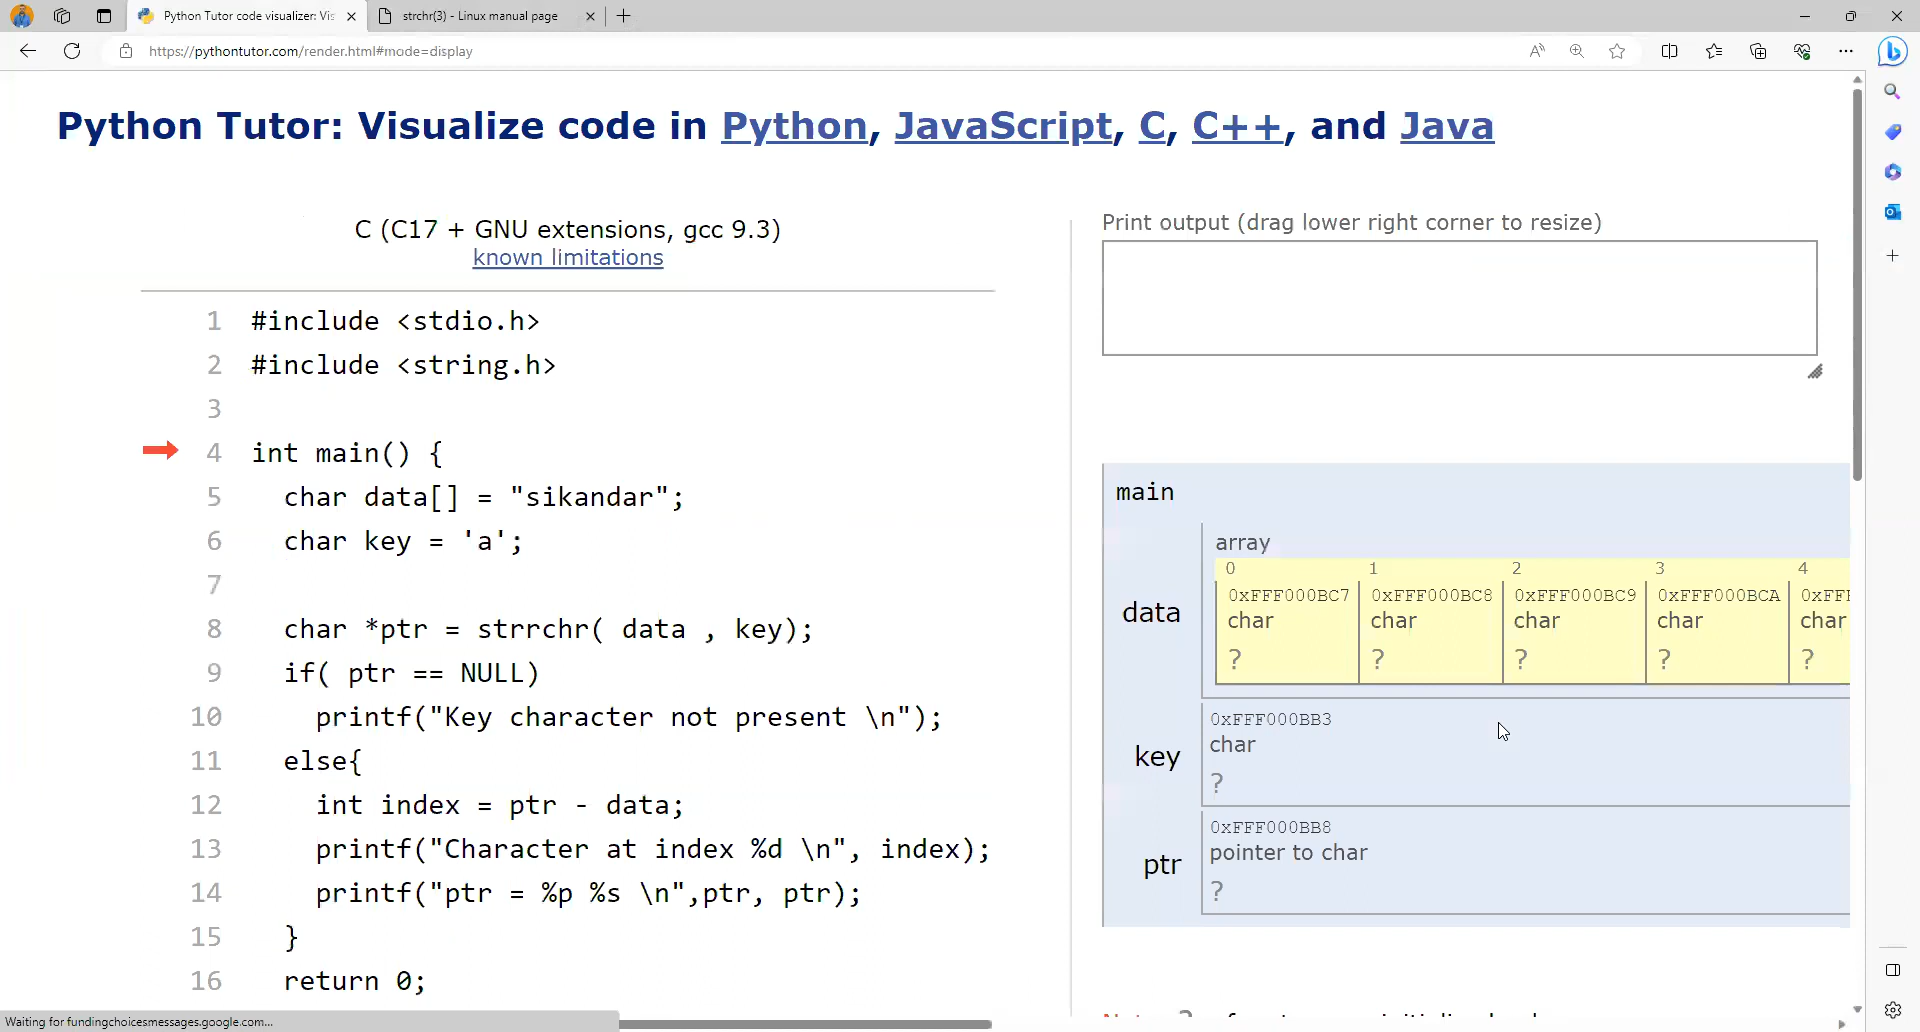 Python Tutor code visualizer: Vis
strchr(3) - Linux manual page
https://pythontutor.com/render.html#mode=display
Python Tutor: Visualize code in Python, JavaScript, C, C++, and Java
C (C17 + GNU extensions, gcc 9.3)
known limitations
1 #include <stdio.h>
2 #include <string.h>
3
4 int main() {
5 char data[] = "sikandar";
6 char key = 'a';
7
8 char *ptr = strrchr( data , key);
9 if( ptr == NULL)
10 printf("Key character not present \n");
11 else{
12 int index = ptr - data;
13 printf("Character at index %d \n", index);
14 printf("ptr = %p %s \n",ptr, ptr);
15 }
16 return 0;
Print output (drag lower right corner to resize)
main
array
0 1 2 3 4
0xFFF000BC7 0xFFF000BC8 0xFFF000BC9 0xFFF000BCA 0xFF
data
char char char char char
? ? ? ? ?
0xFFF000BB3
char
key
?
0xFFF000BB8
pointer to char
ptr
?
Waiting for fundingchoicesmessages.google.com...